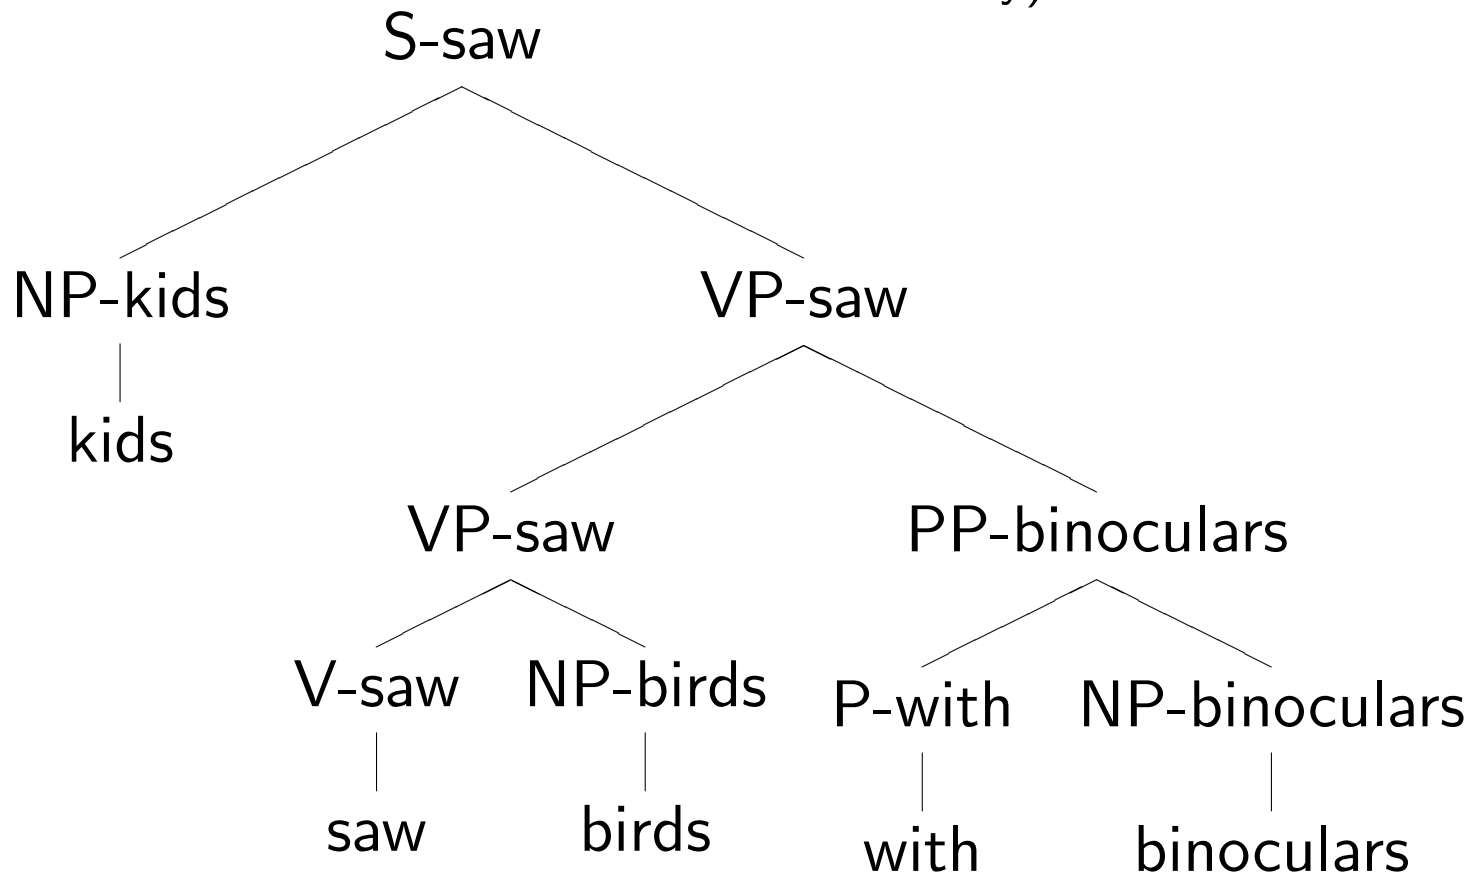 S-saw
NP-kids VP-saw
kids
VP-saw PP-binoculars
V-saw NP-birds P-with NP-binoculars
saw birds with binoculars